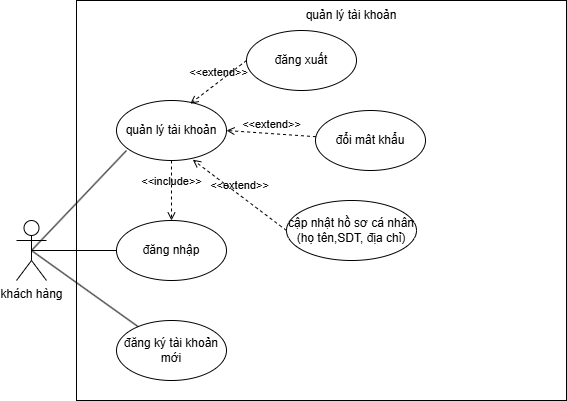 quản lý tài khoản
đăng xuất
<<extend>>
quản lý tài khoản
<<extend>>
đổi mât khẩu
<<include>>
<<extend>>
cập nhật hồ sơ cá nhân
(họ tên,SDT, địa chỉ)
đăng nhập
khách hàng
đăng ký tài khoản
mới